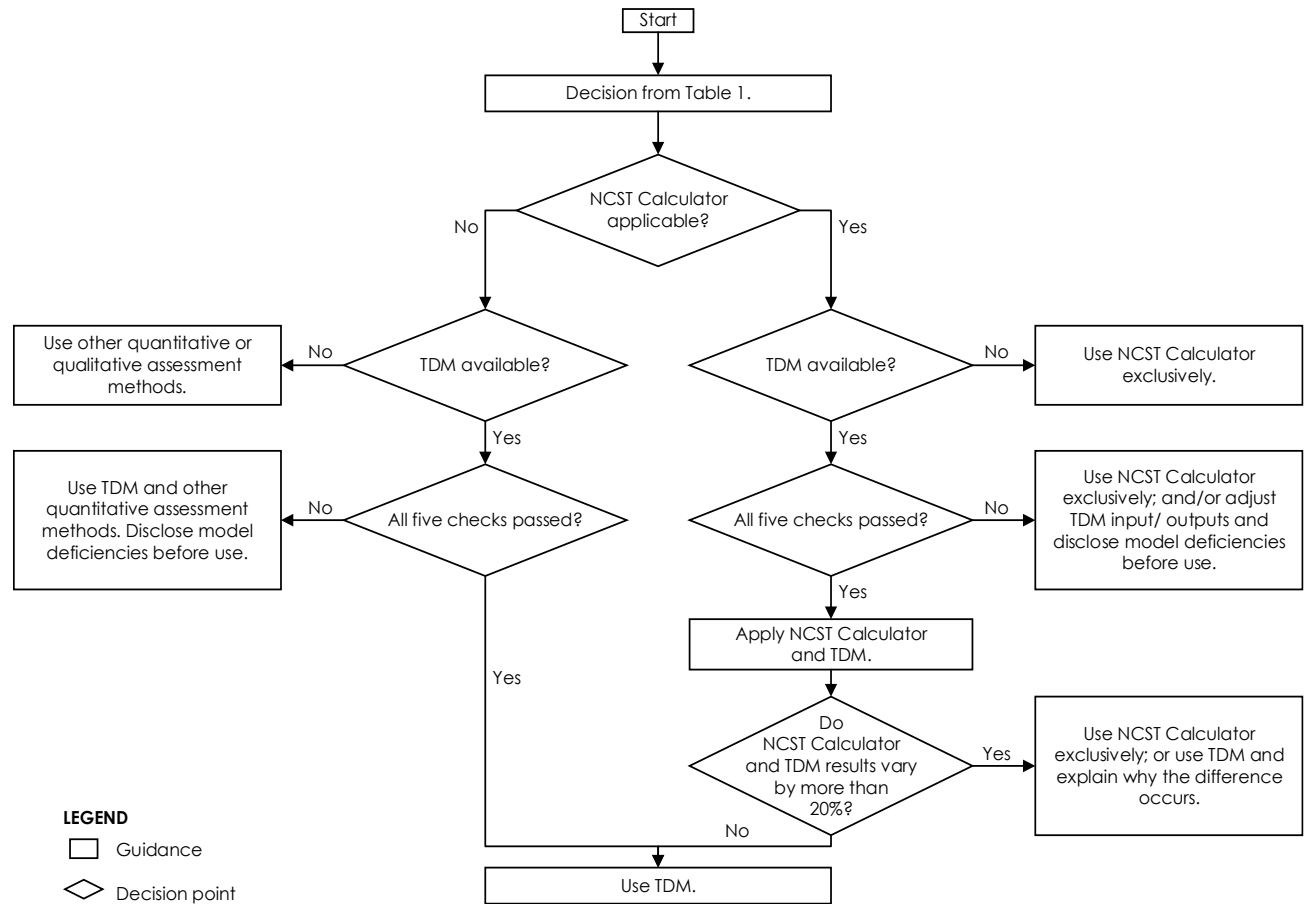 Start
Decision from Table 1.
NCST Calculator
applicable?
No
Yes
Use other quantitative or
qualitative assessment
methods.
No
TDM available?
TDM available?
No
Use NCST Calculator
exclusively.
Yes
Yes
Use TDM and other
quantitative assessment
methods. Disclose model
deficiencies before use.
No
All five checks passed?
All five checks passed?
No
Use NCST Calculator
exclusively; and/or adjust
TDM input/ outputs and
disclose model deficiencies
before use.
Yes
Yes
Apply NCST Calculator
and TDM.
Do
NCST Calculator
and TDM results vary
by more than
20%?
Yes
Use NCST Calculator
exclusively; or use TDM and
explain why the difference
occurs.
No
Use TDM.
LEGEND
Guidance
Decision point